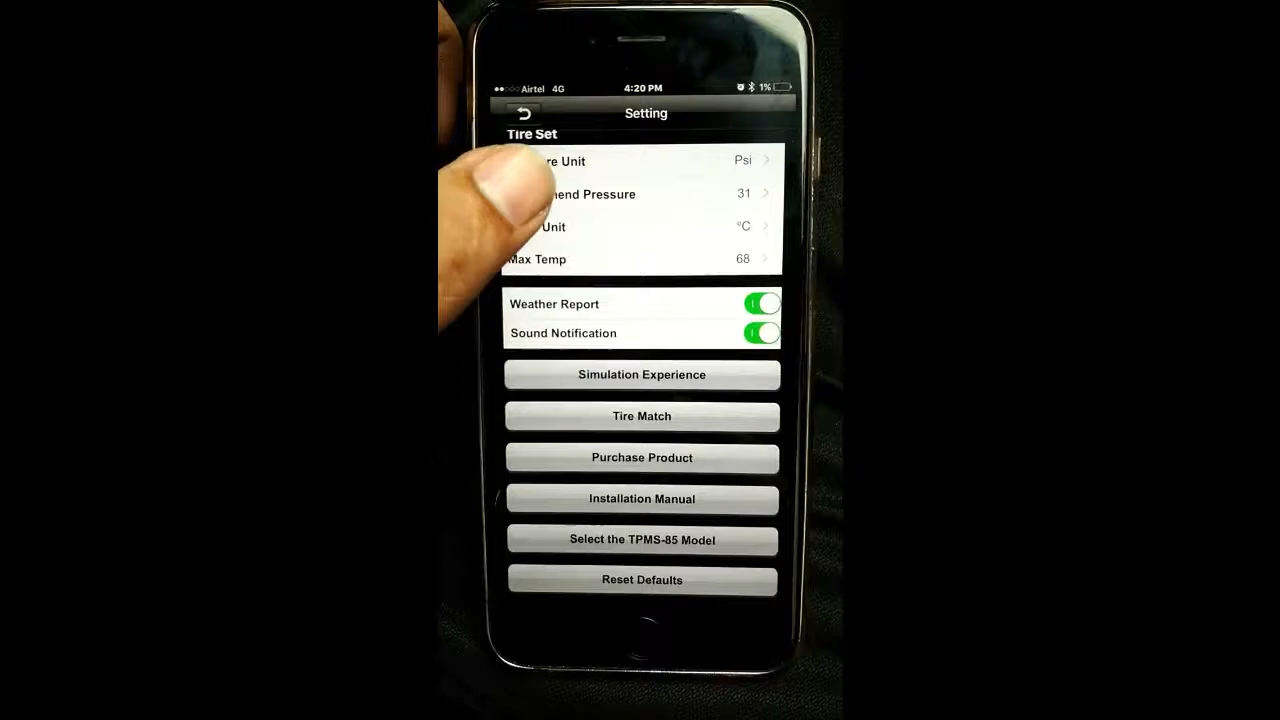 Airtel 4G 4:20 PM 1%
Setting
Tire Set
re Unit Psi
end Pressure 31
Unit °C
Max Temp 68
Weather Report
Sound Notification
Simulation Experience
Tire Match
Purchase Product
Installation Manual
Select the TPMS-85 Model
Reset Defaults